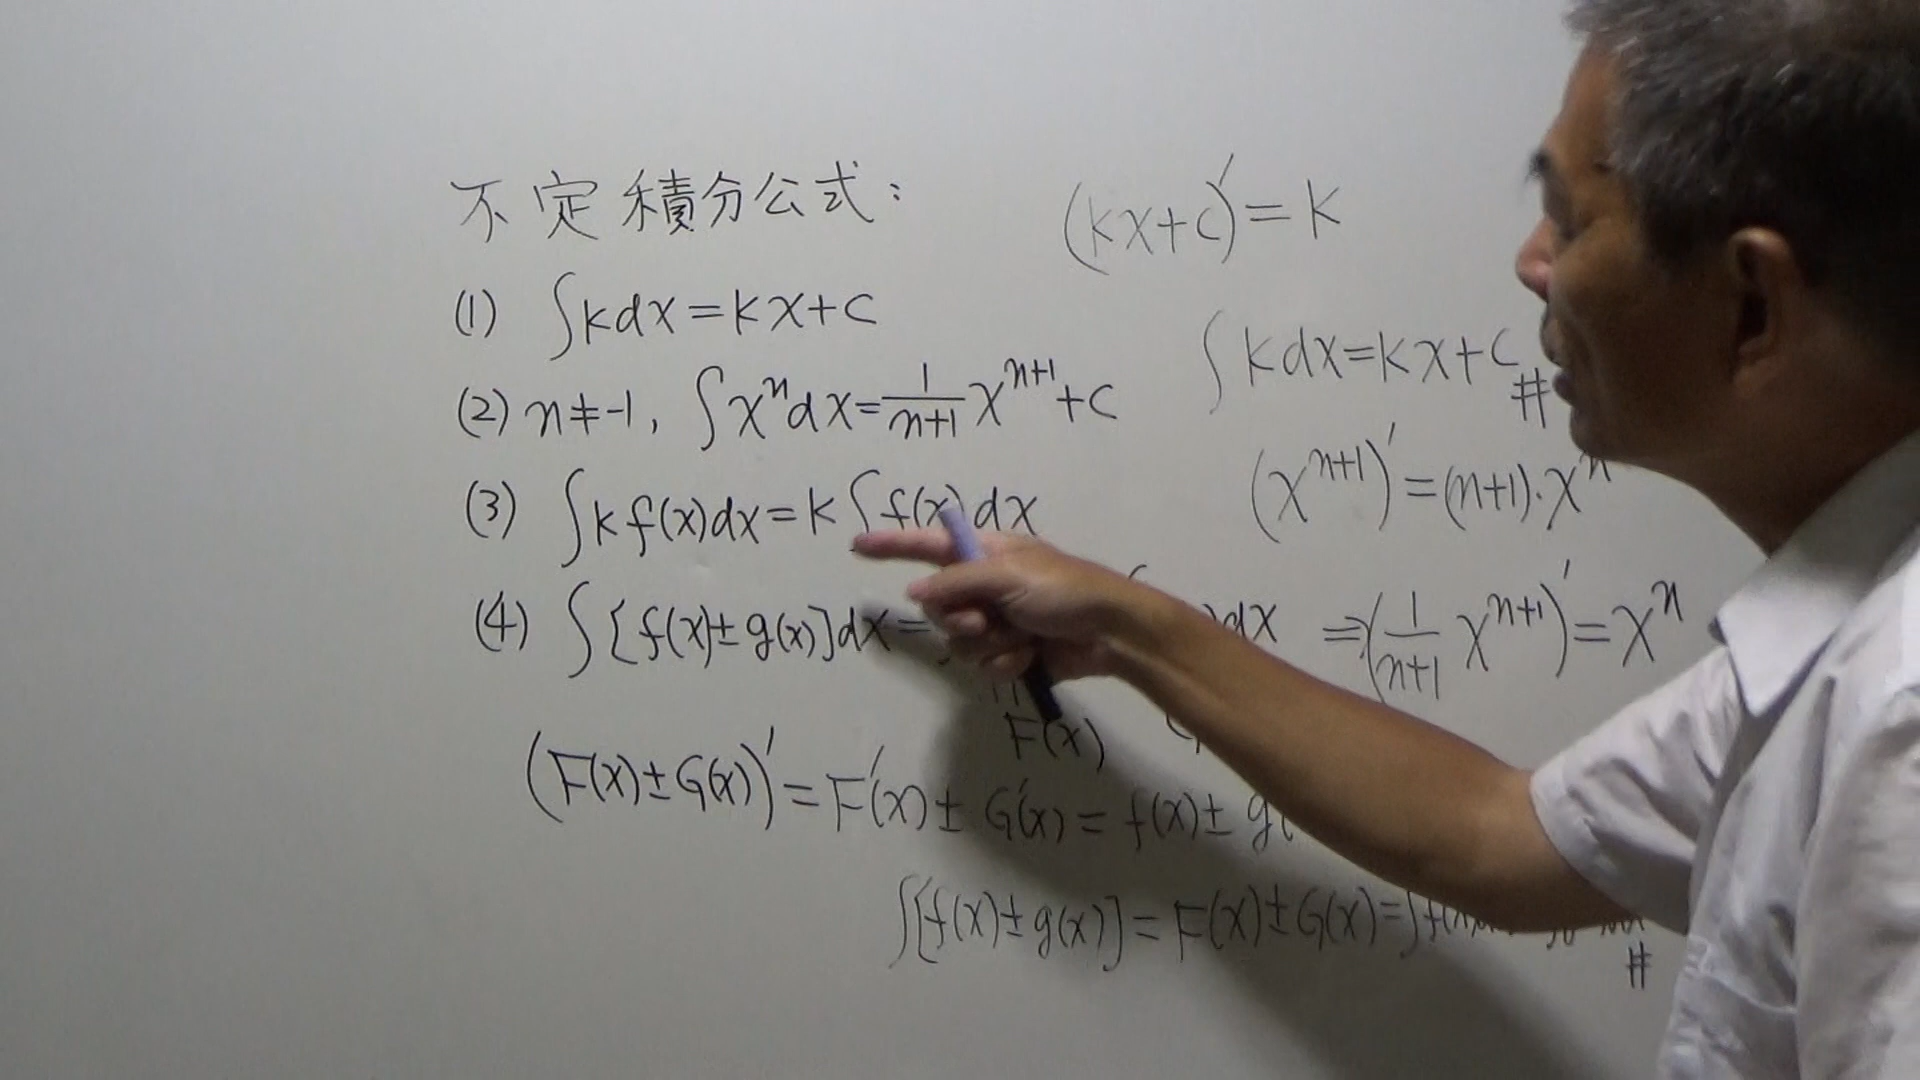 不定積分公式:
(1) ∫kdx=kx+c
(2) n≠-1, ∫xⁿdx=1/(n+1) xⁿ⁺¹+c
(3) ∫kf(x)dx=k∫f(x)dx
(4) ∫[f(x)±g(x)]dx= dx
F(x)
(F(x)±G(x))'=F'(x)±G'(x)=f(x)±g(
∫[f(x)±g(x)]=F(x)±G(x)=∫f(x)
#
(kx+c)'=k
∫kdx=kx+c
#
(xⁿ⁺¹)'=(n+1)·xⁿ
⇒(1/(n+1) xⁿ⁺¹)'=xⁿ